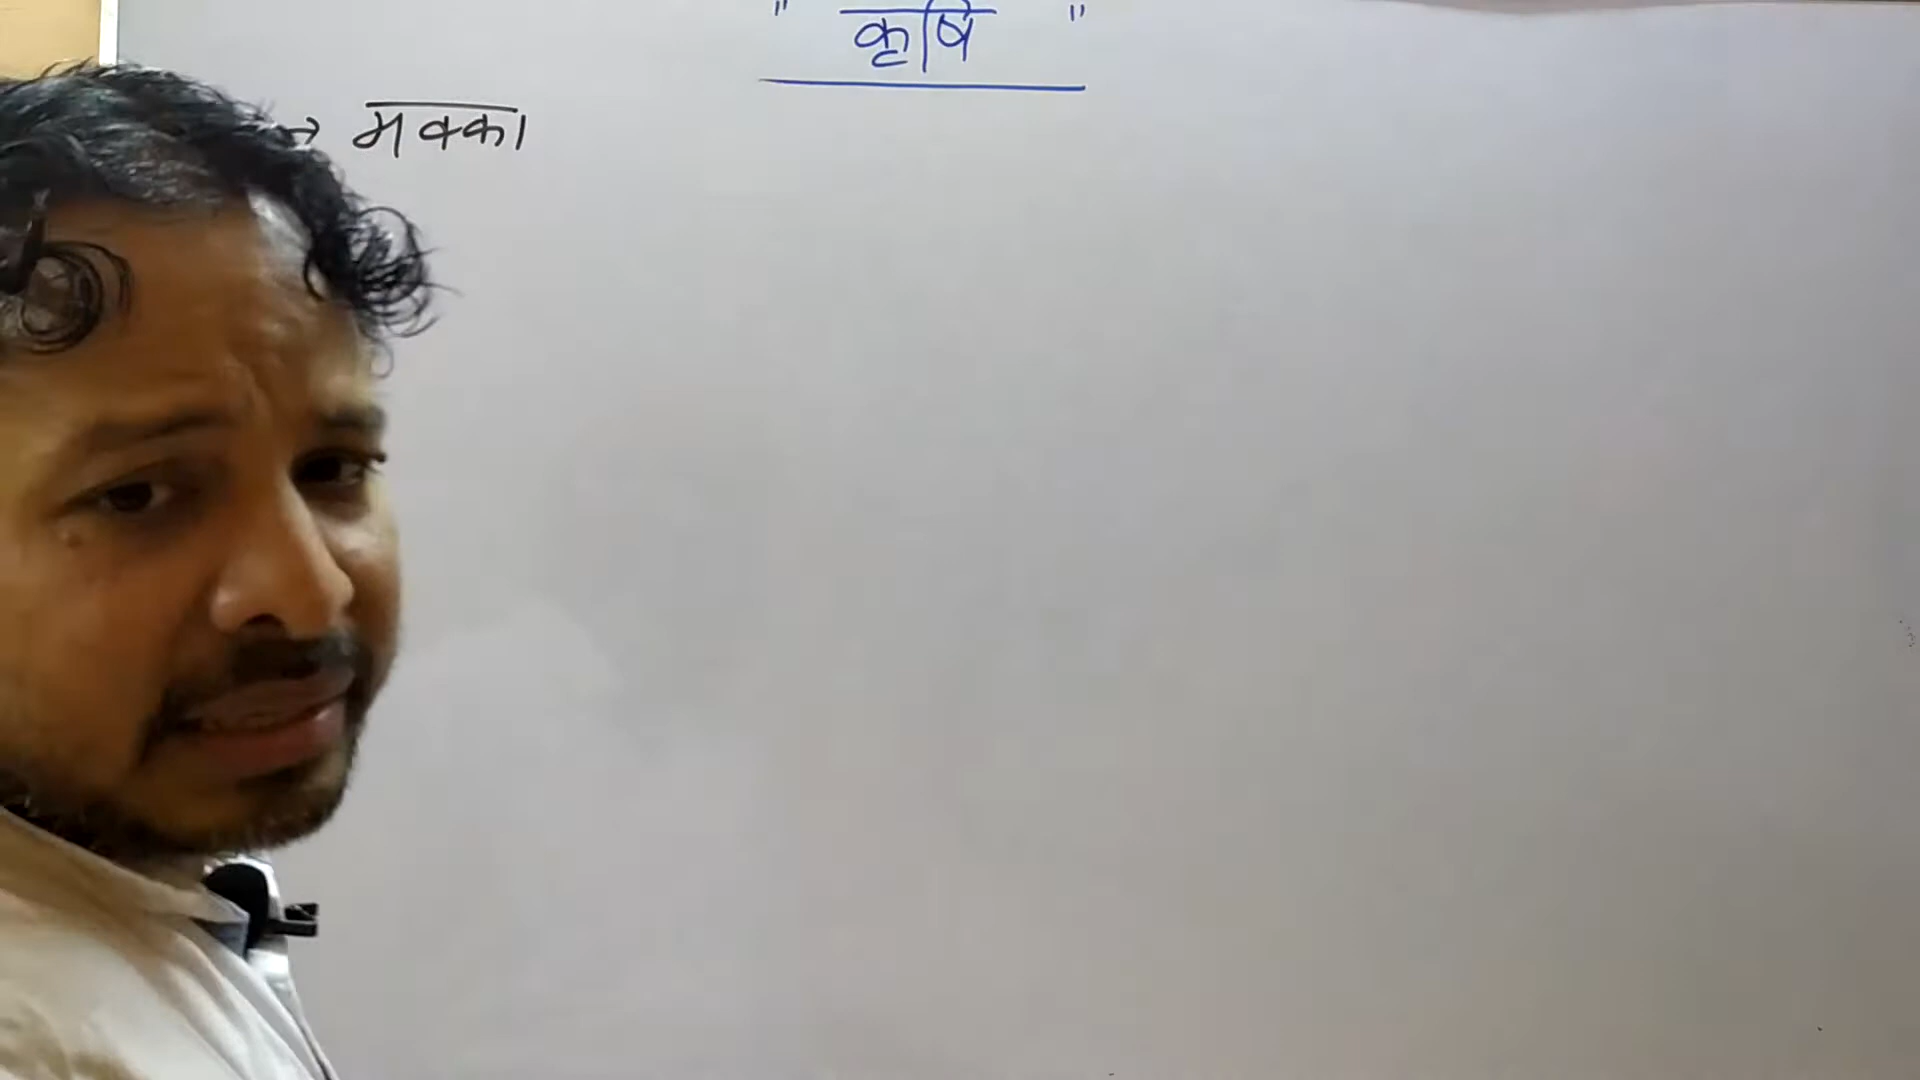 " कृषि "
→ मक्का